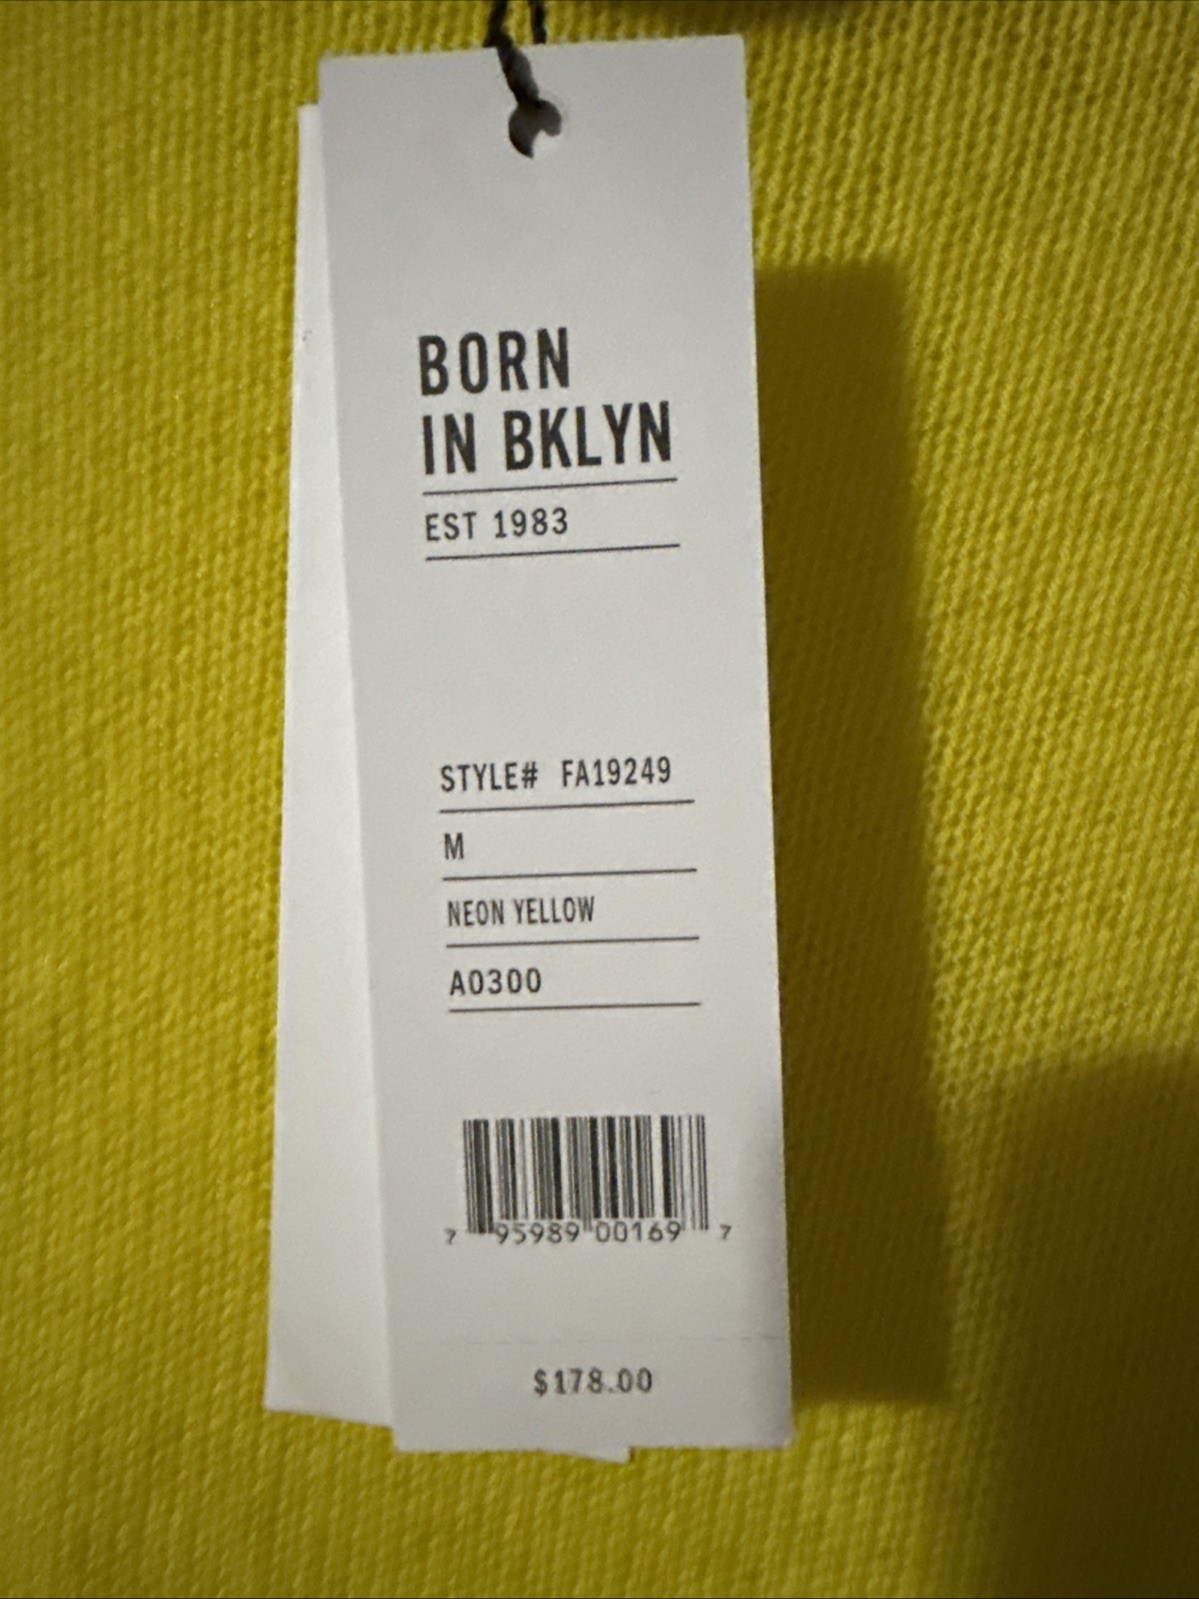 BORN
IN BKLYN
EST 1983
STYLE# FA19249
M
NEON YELLOW
A0300
7 95989 00169 7
$178.00